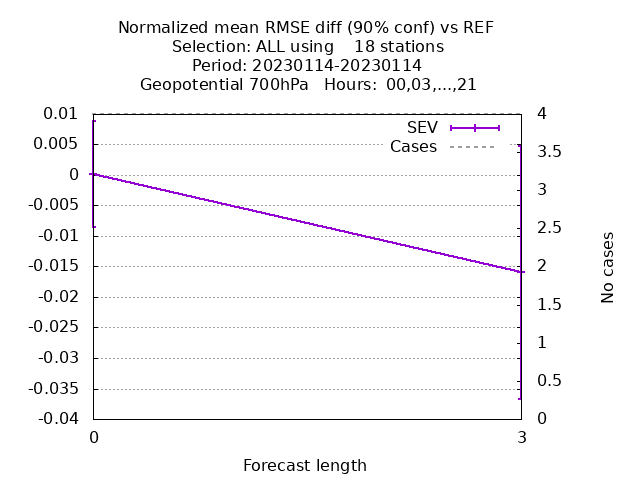 Normalized mean RMSE diff (90% conf) vs REF
Selection: ALL using    18 stations
Period: 20230114-20230114
Geopotential 700hPa   Hours:  00,03,...,21
0.01
0.005
0
-0.005
-0.01
-0.015
-0.02
-0.025
-0.03
-0.035
-0.04
SEV
Cases
4
3.5
3
2.5
2
1.5
1
0.5
0
No cases
0
3
Forecast length